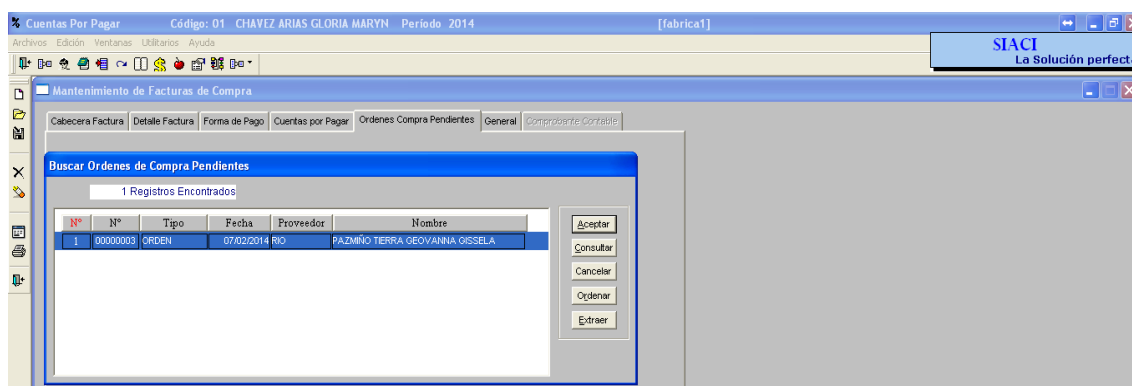 Cuentas Por Pagar Código: 01 CHAVEZ ARIAS GLORIA MARYN Período 2014 [fabrica1]
Archivos Edición Ventanas Utilitarios Ayuda
SIACI
La Solución perfecta
Mantenimiento de Facturas de Compra
Cabecera Factura Detalle Factura Forma de Pago Cuentas por Pagar Ordenes Compra Pendientes General Comprobante Contable
Buscar Ordenes de Compra Pendientes
1 Registros Encontrados
Nº Nº Tipo Fecha Proveedor Nombre
1 00000003 ORDEN 07/02/2014 RIO PAZMIÑO TIERRA GEOVANNA GISSELA
Aceptar
Consultar
Cancelar
Ordenar
Extraer